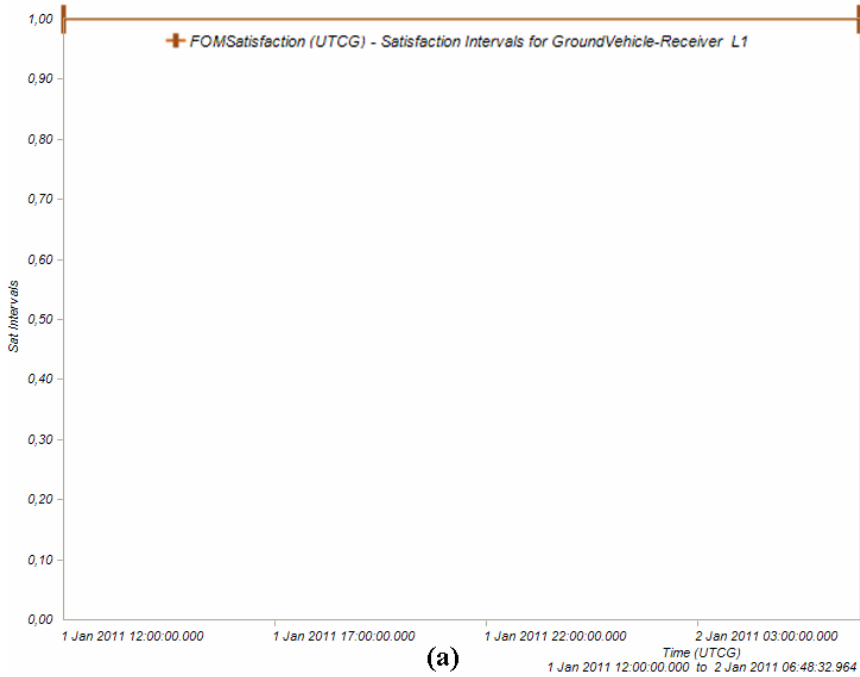 1,00
FOMSatisfaction (UTCG) - Satisfaction Intervals for GroundVehicle-Receiver L1
0,90
0,80
0,70
0,60
0,50
0,40
0,30
0,20
0,10
0,00
Sat Intervals
1 Jan 2011 12:00:00.000 1 Jan 2011 17:00:00.000 1 Jan 2011 22:00:00.000 2 Jan 2011 03:00:00.000
Time (UTCG)
1 Jan 2011 12:00:00.000 to 2 Jan 2011 06:48:32.964
(a)